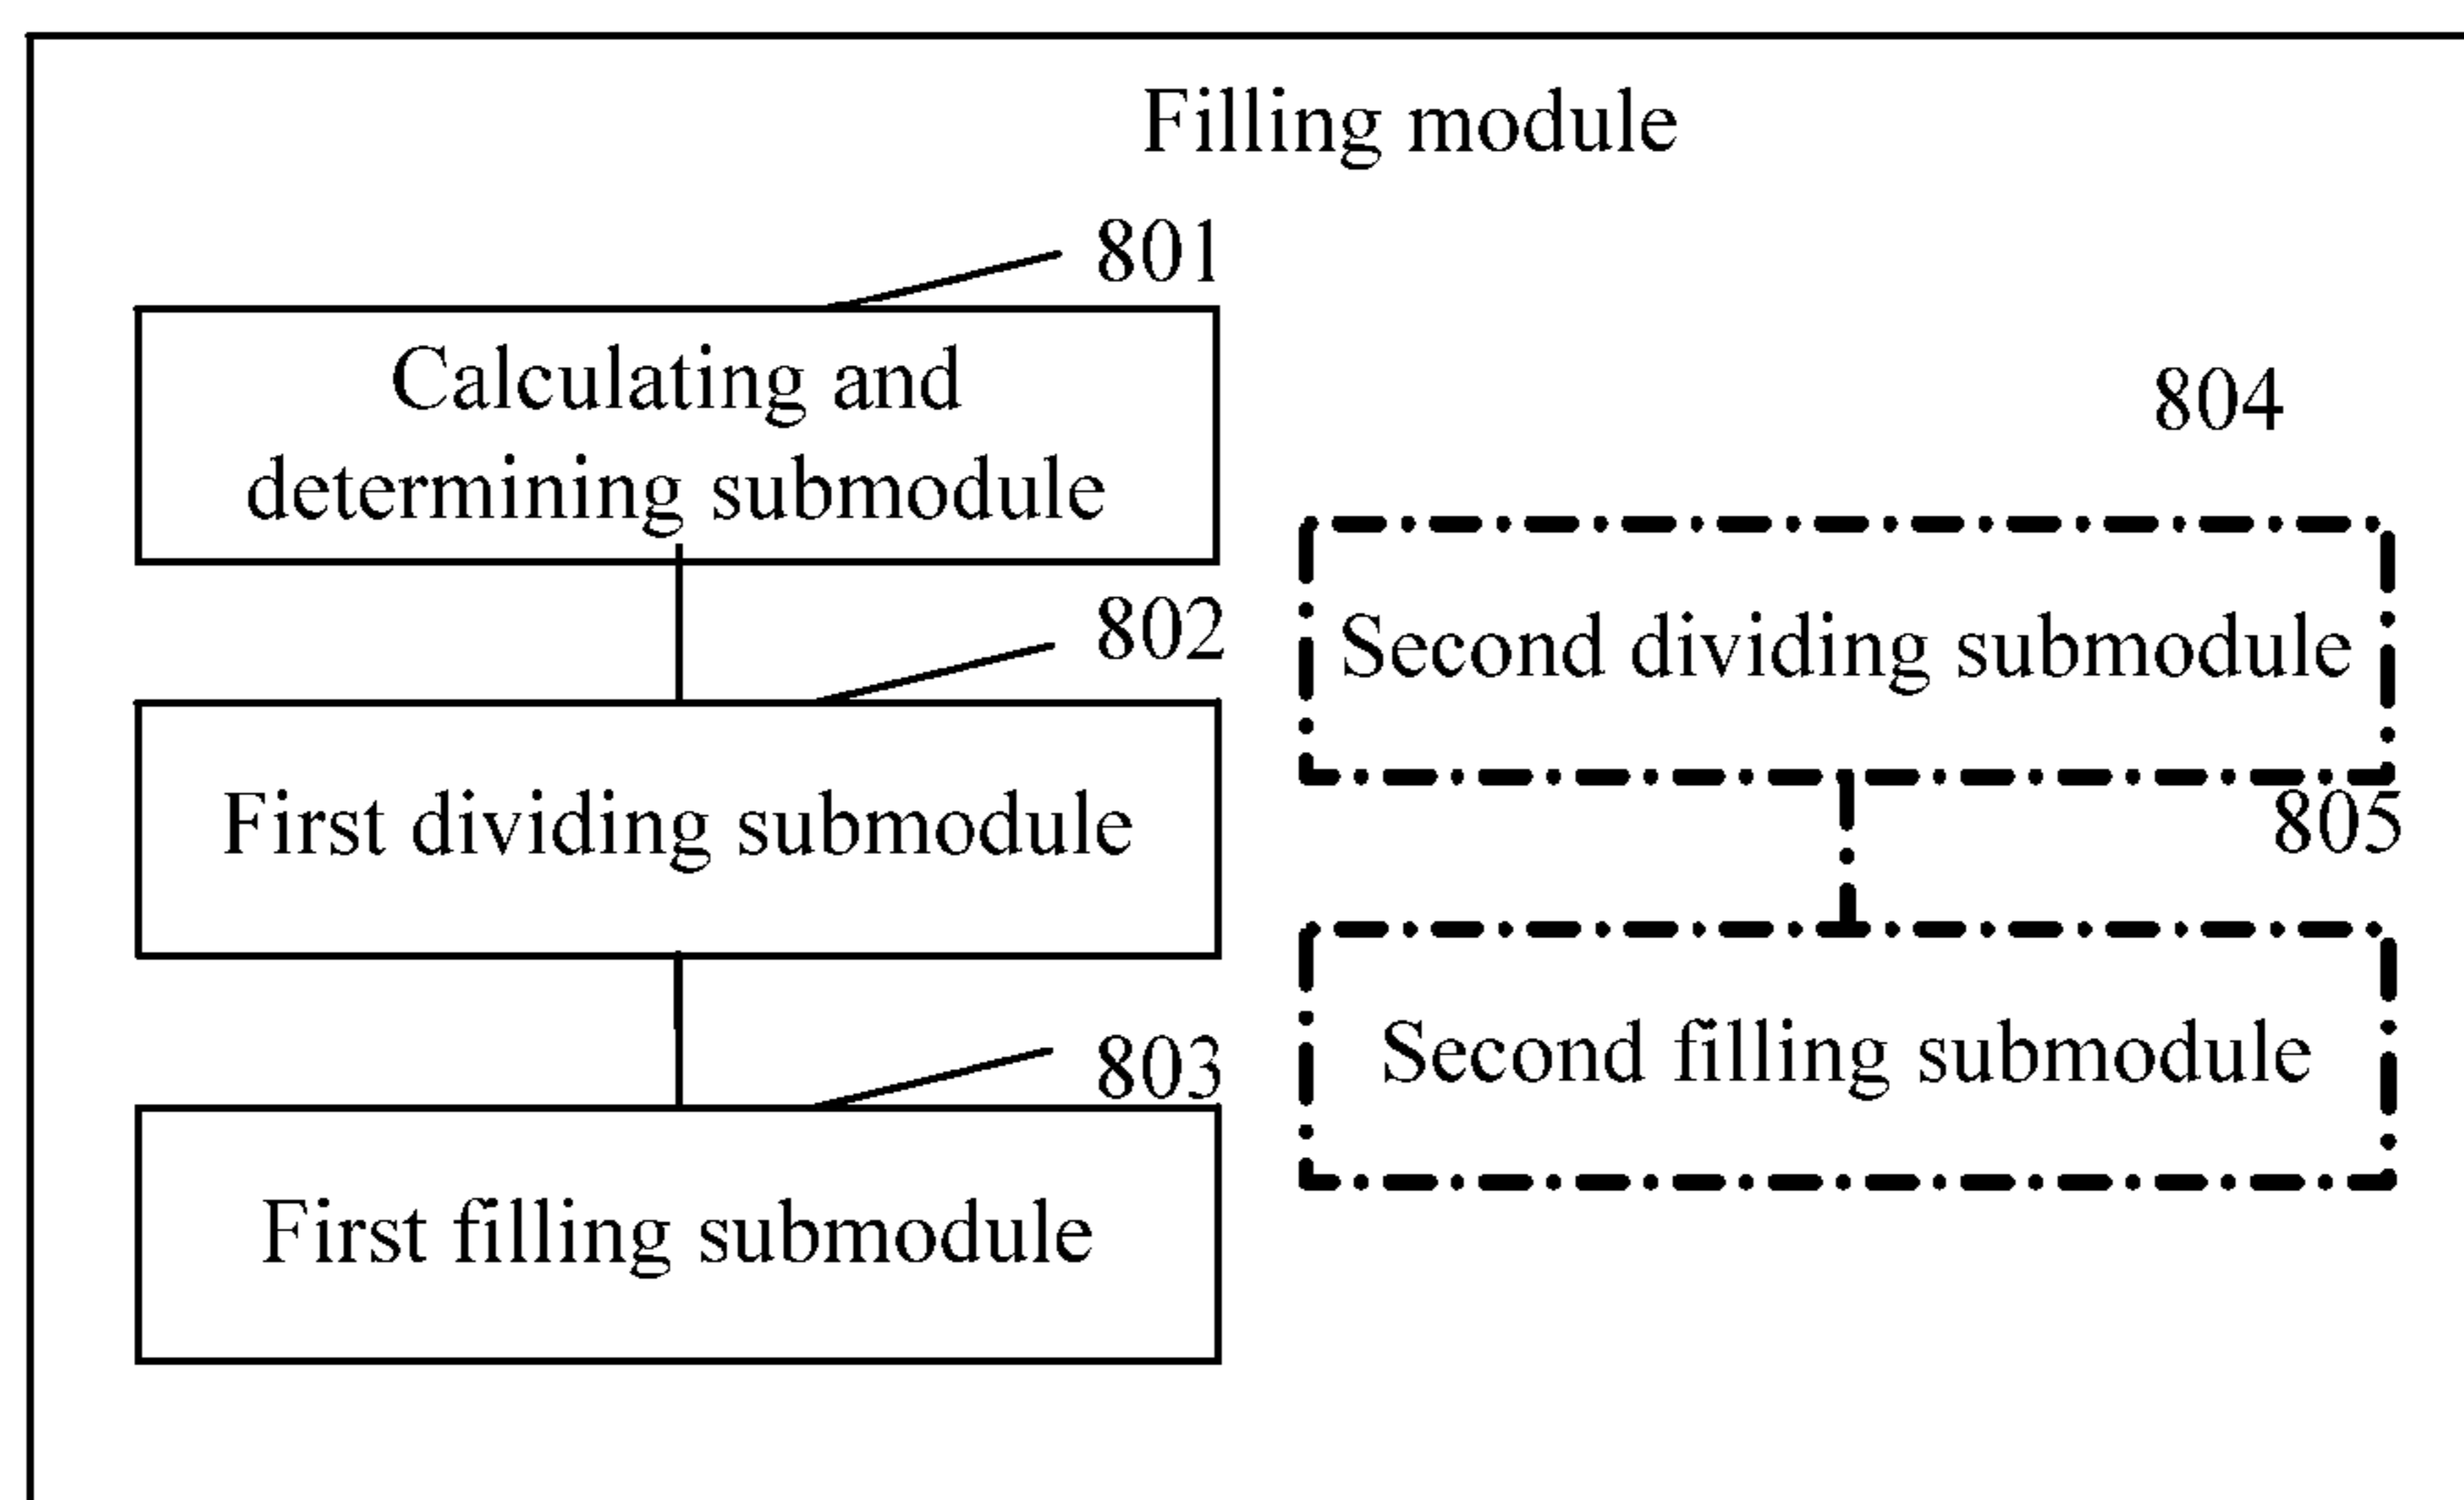 Filling module
801
Calculating and
determining submodule
802
First dividing submodule
803
First filling submodule
804
Second dividing submodule
805
Second filling submodule